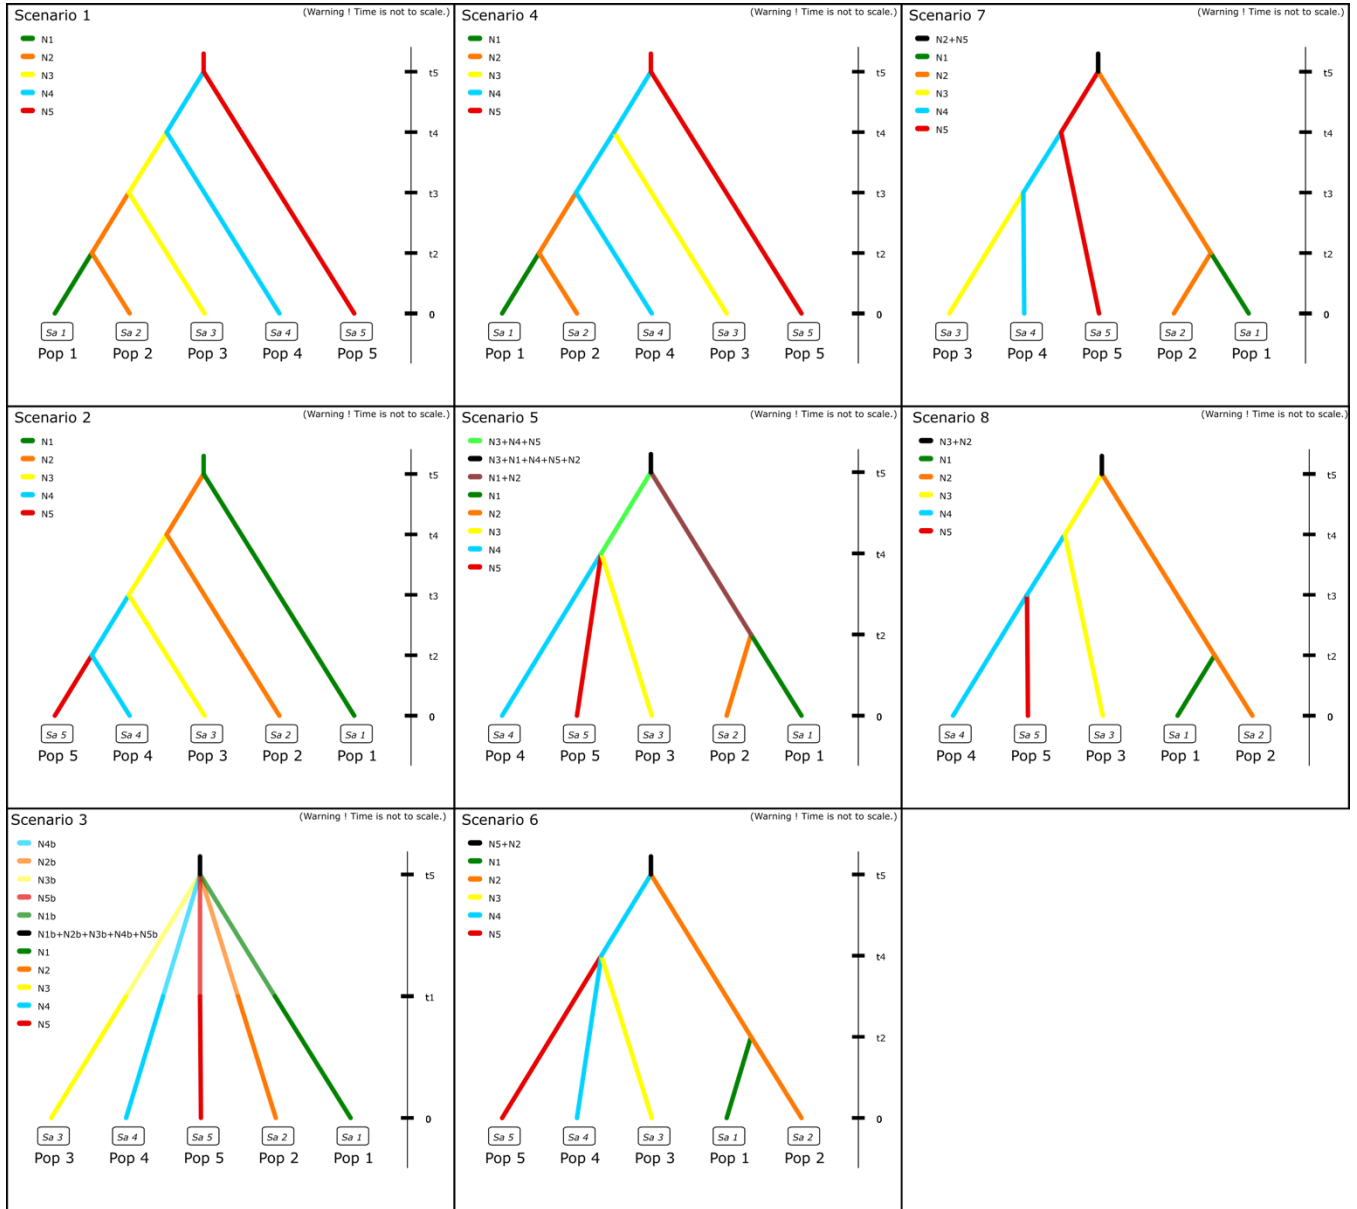 Scenario 1
(Warning ! Time is not to scale.)
N1
N2
N3
N4
N5
t5
t4
t3
t2
0
Sa 1 Sa 2 Sa 3 Sa 4 Sa 5
Pop 1 Pop 2 Pop 3 Pop 4 Pop 5
Scenario 4
(Warning ! Time is not to scale.)
N1
N2
N3
N4
N5
t5
t4
t3
t2
0
Sa 1 Sa 2 Sa 4 Sa 3 Sa 5
Pop 1 Pop 2 Pop 4 Pop 3 Pop 5
Scenario 7
(Warning ! Time is not to scale.)
N2+N5
N1
N2
N3
N4
N5
t5
t4
t3
t2
0
Sa 3 Sa 4 Sa 5 Sa 2 Sa 1
Pop 3 Pop 4 Pop 5 Pop 2 Pop 1
Scenario 2
(Warning ! Time is not to scale.)
N1
N2
N3
N4
N5
t5
t4
t3
t2
0
Sa 5 Sa 4 Sa 3 Sa 2 Sa 1
Pop 5 Pop 4 Pop 3 Pop 2 Pop 1
Scenario 5
(Warning ! Time is not to scale.)
N3+N4+N5
N3+N1+N4+N5+N2
N1+N2
N1
N2
N3
N4
N5
t5
t4
t2
0
Sa 4 Sa 5 Sa 3 Sa 2 Sa 1
Pop 4 Pop 5 Pop 3 Pop 2 Pop 1
Scenario 8
(Warning ! Time is not to scale.)
N3+N2
N1
N2
N3
N4
N5
t5
t4
t3
t2
0
Sa 4 Sa 5 Sa 3 Sa 1 Sa 2
Pop 4 Pop 5 Pop 3 Pop 1 Pop 2
Scenario 3
(Warning ! Time is not to scale.)
N4b
N2b
N3b
N5b
N1b
N1b+N2b+N3b+N4b+N5b
N1
N2
N3
N4
N5
t5
t1
0
Sa 3 Sa 4 Sa 5 Sa 2 Sa 1
Pop 3 Pop 4 Pop 5 Pop 2 Pop 1
Scenario 6
(Warning ! Time is not to scale.)
N5+N2
N1
N2
N3
N4
N5
t5
t4
t2
0
Sa 5 Sa 4 Sa 3 Sa 1 Sa 2
Pop 5 Pop 4 Pop 3 Pop 1 Pop 2